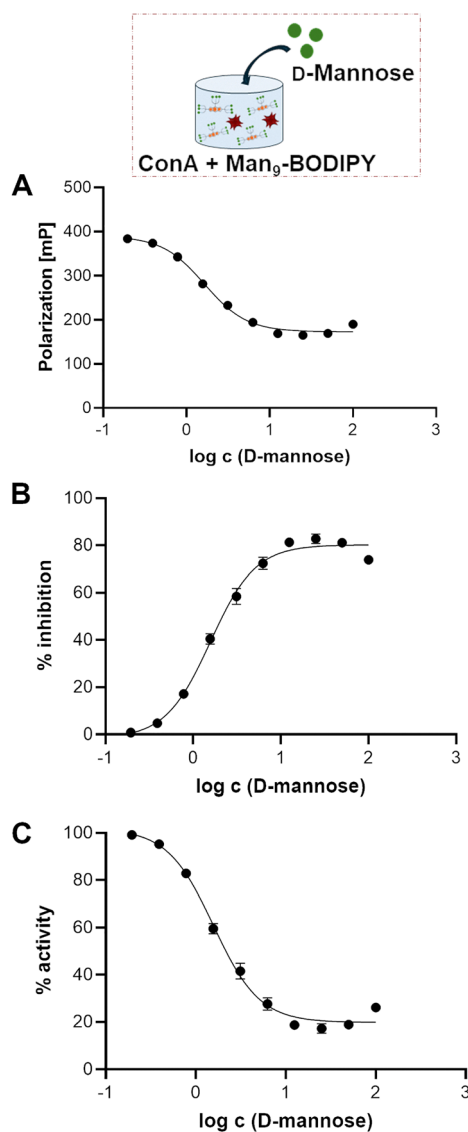 D-Mannose
ConA + Man9-BODIPY
A
500
400
300
200
100
0
Polarization [mP]
-1 0 1 2 3
log c (D-mannose)
B
100
80
60
40
20
0
% inhibition
-1 0 1 2 3
log c (D-mannose)
C
100
80
60
40
20
0
% activity
-1 0 1 2 3
log c (D-mannose)